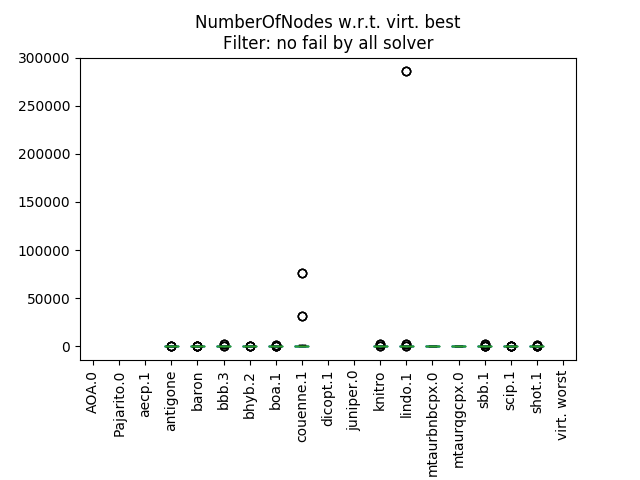 NumberOfNodes w.r.t. virt. best
Filter: no fail by all solver
300000
250000
200000
150000
100000
50000
0
AOA.0
Pajarito.0
aecp.1
antigone
baron
bbb.3
bhyb.2
boa.1
couenne.1
dicopt.1
juniper.0
knitro
lindo.1
mtaurbnbcpx.0
mtaurqgcpx.0
sbb.1
scip.1
shot.1
virt. worst